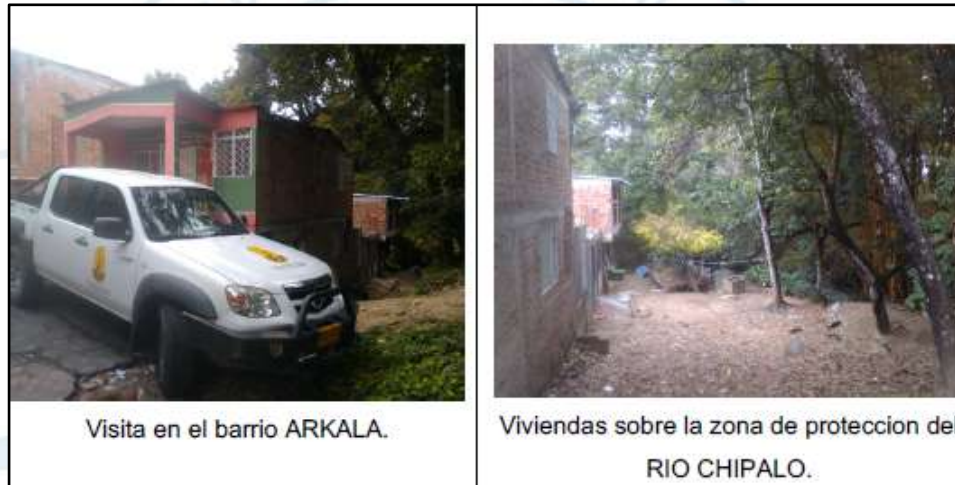 Visita en el barrio ARKALA.
Viviendas sobre la zona de proteccion del
RIO CHIPALO.